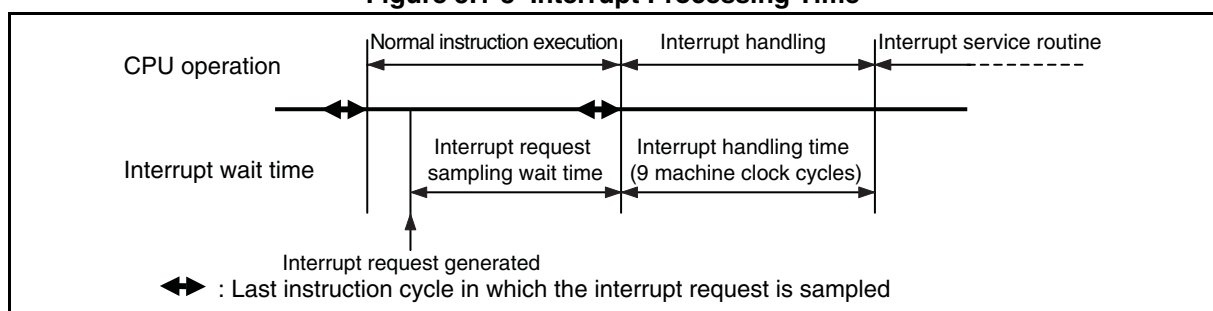 Figure Interrupt Processing Time
Normal instruction execution Interrupt handling Interrupt service routine
CPU operation
Interrupt wait time
Interrupt request sampling wait time
Interrupt handling time (9 machine clock cycles)
Interrupt request generated
: Last instruction cycle in which the interrupt request is sampled